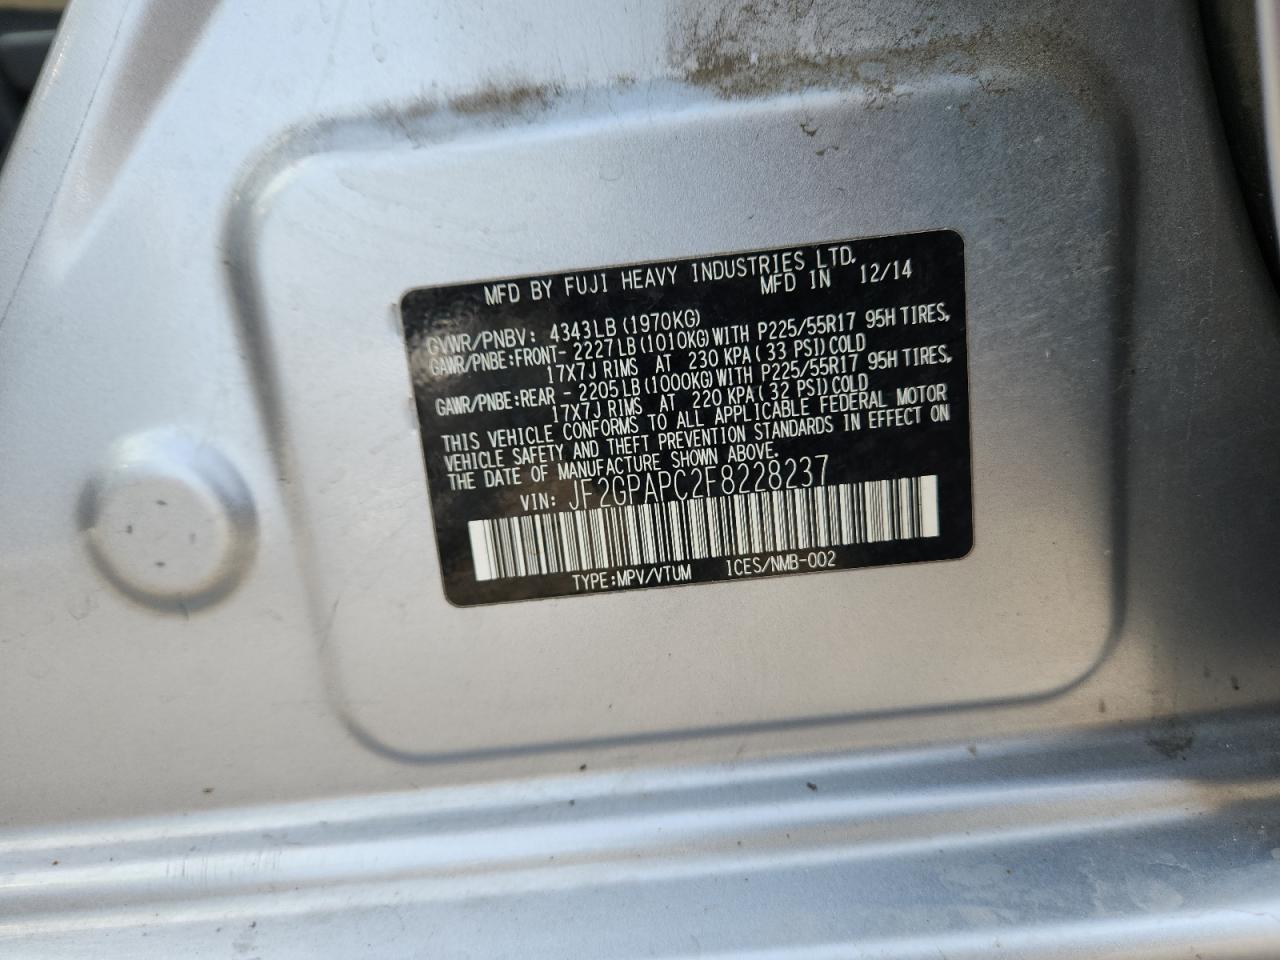 MFD BY FUJI HEAVY INDUSTRIES LTD.
MFD IN 12/14
GVWR/PNBV: 4343LB (1970KG)
GAWR/PNBE:FRONT- 2227LB (1010KG) WITH P225/55R17 95H TIRES,
17X7J RIMS AT 230 KPA ( 33 PSI) COLD
GAWR/PNBE:REAR - 2205LB (1000KG) WITH P225/55R17 95H TIRES,
17X7J RIMS AT 220 KPA ( 32 PSI) COLD
THIS VEHICLE CONFORMS TO ALL APPLICABLE FEDERAL MOTOR
VEHICLE SAFETY AND THEFT PREVENTION STANDARDS IN EFFECT ON
THE DATE OF MANUFACTURE SHOWN ABOVE.
VIN: JF2GPAPC2F8228237
TYPE:MPV/VTUM ICES/NMB-002